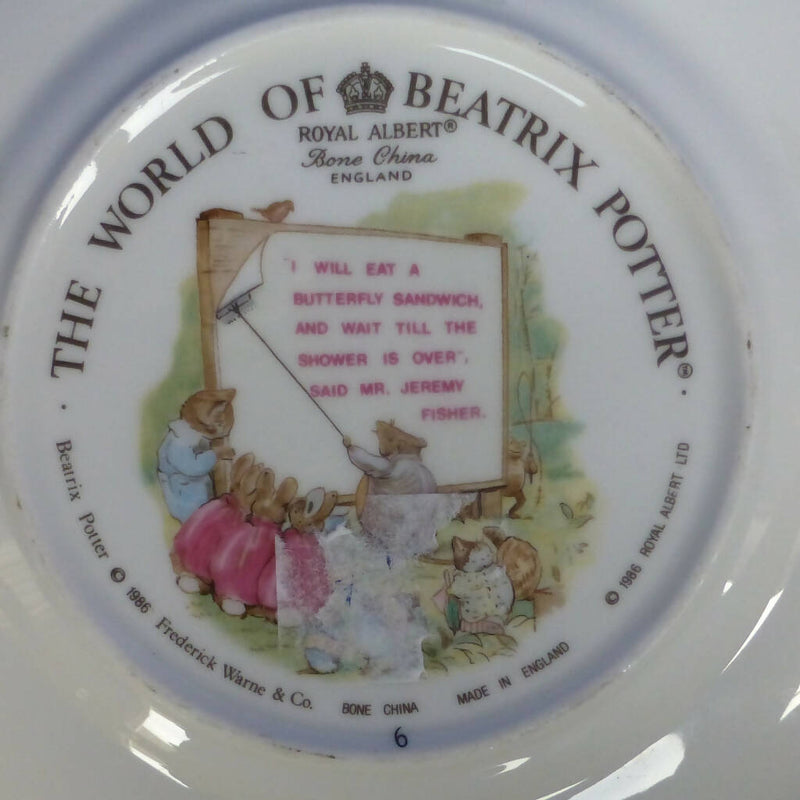 THE WORLD OF BEATRIX POTTER™
ROYAL ALBERT®
Bone China
ENGLAND
"I WILL EAT A
BUTTERFLY SANDWICH,
AND WAIT TILL THE
SHOWER IS OVER",
SAID MR. JEREMY
FISHER.
Beatrix Potter © 1986 Frederick Warne & Co.
BONE CHINA
MADE IN ENGLAND
© 1986 ROYAL ALBERT LTD
6